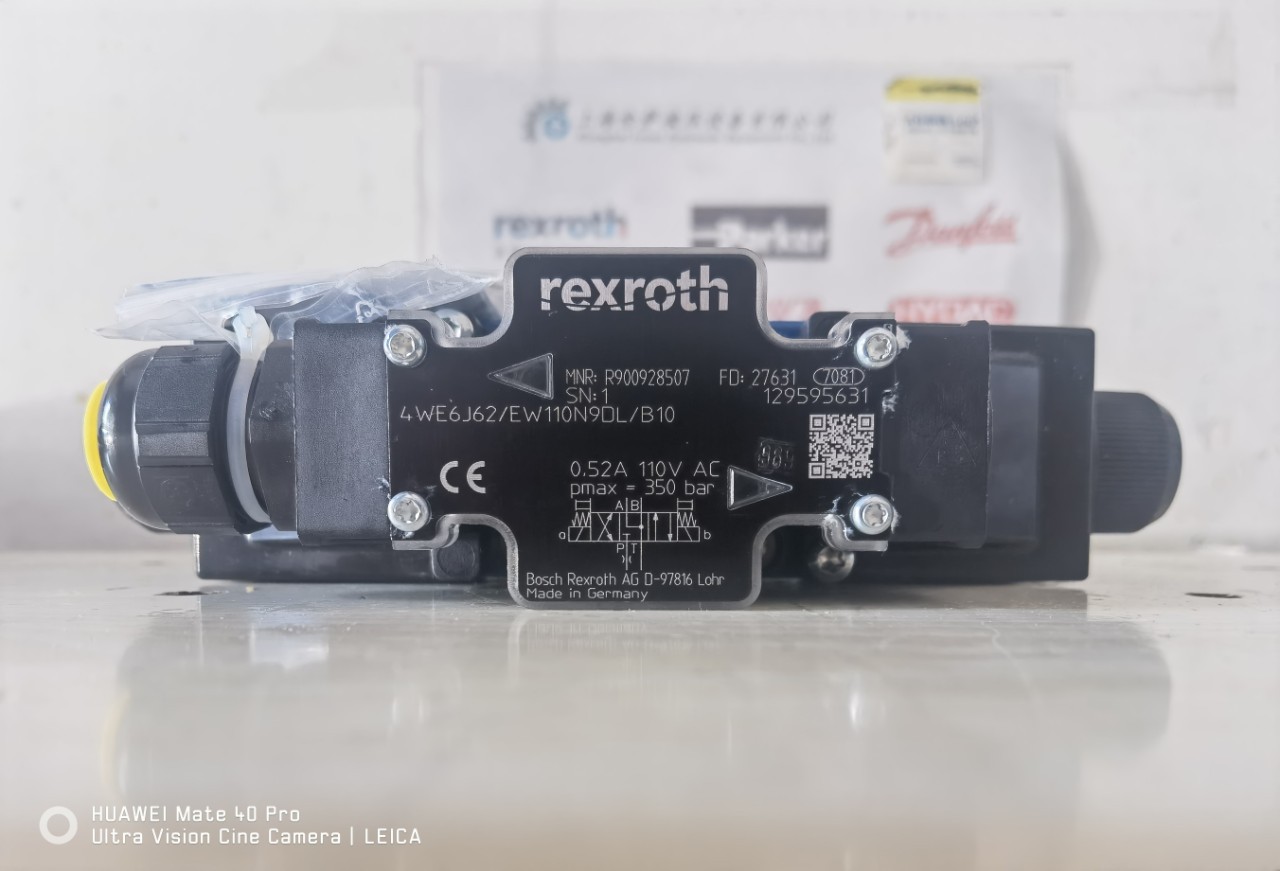 rexroth
Parker
Danfoss
HYDAC
rexroth
MNR: R900928507 FD: 27631 7081
SN: 1 129595631
4WE6J62/EW110N9DL/B10
989
CE 0.52A 110V AC
pmax = 350 bar
A B
a b
T
P T
Bosch Rexroth AG D-97816 Lohr
Made in Germany
HUAWEI Mate 40 Pro
Ultra Vision Cine Camera | LEICA